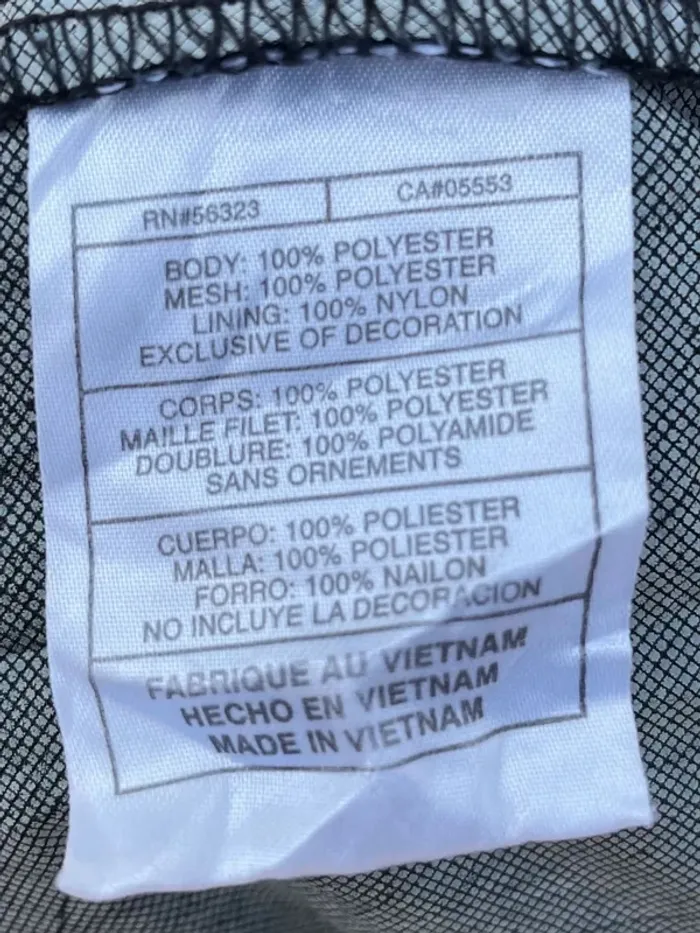 RN#56323
CA#05553
BODY: 100% POLYESTER
MESH: 100% POLYESTER
LINING: 100% NYLON
EXCLUSIVE OF DECORATION
CORPS: 100% POLYESTER
MAILLE FILET: 100% POLYESTER
DOUBLURE: 100% POLYAMIDE
SANS ORNEMENTS
CUERPO: 100% POLIESTER
MALLA: 100% POLIESTER
FORRO: 100% NAILON
NO INCLUYE LA DECORACION
FABRIQUE AU VIETNAM
HECHO EN VIETNAM
MADE IN VIETNAM